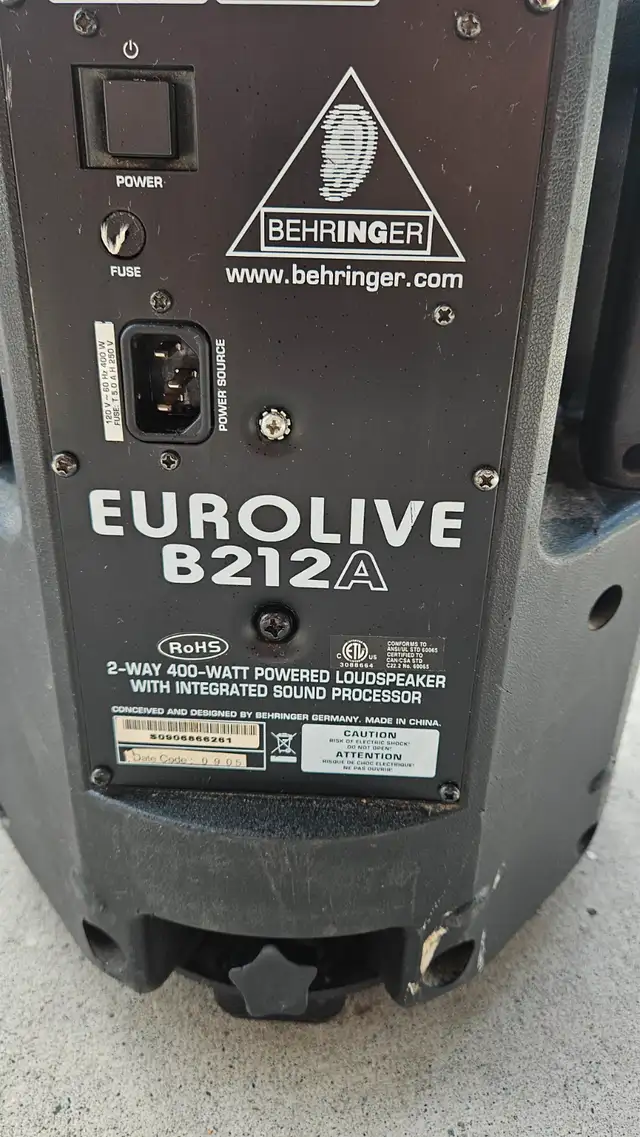 POWER
FUSE
BEHRINGER
www.behringer.com
120 V ~ 60 Hz 400 W
FUSE: T 5.0 A H 250 V
POWER SOURCE
EUROLIVE
B212A
RoHS
C ETL US
3088664
CONFORMS TO
ANSI/UL STD 60065
CERTIFIED TO
CAN/CSA STD
C22.2 No. 60065
2-WAY 400-WATT POWERED LOUDSPEAKER
WITH INTEGRATED SOUND PROCESSOR
CONCEIVED AND DESIGNED BY BEHRINGER GERMANY. MADE IN CHINA.
S0906866261
Date Code : 0905
CAUTION
RISK OF ELECTRIC SHOCK!
DO NOT OPEN!
ATTENTION
RISQUE DE CHOC ELECTRIQUE!
NE PAS OUVRIR!